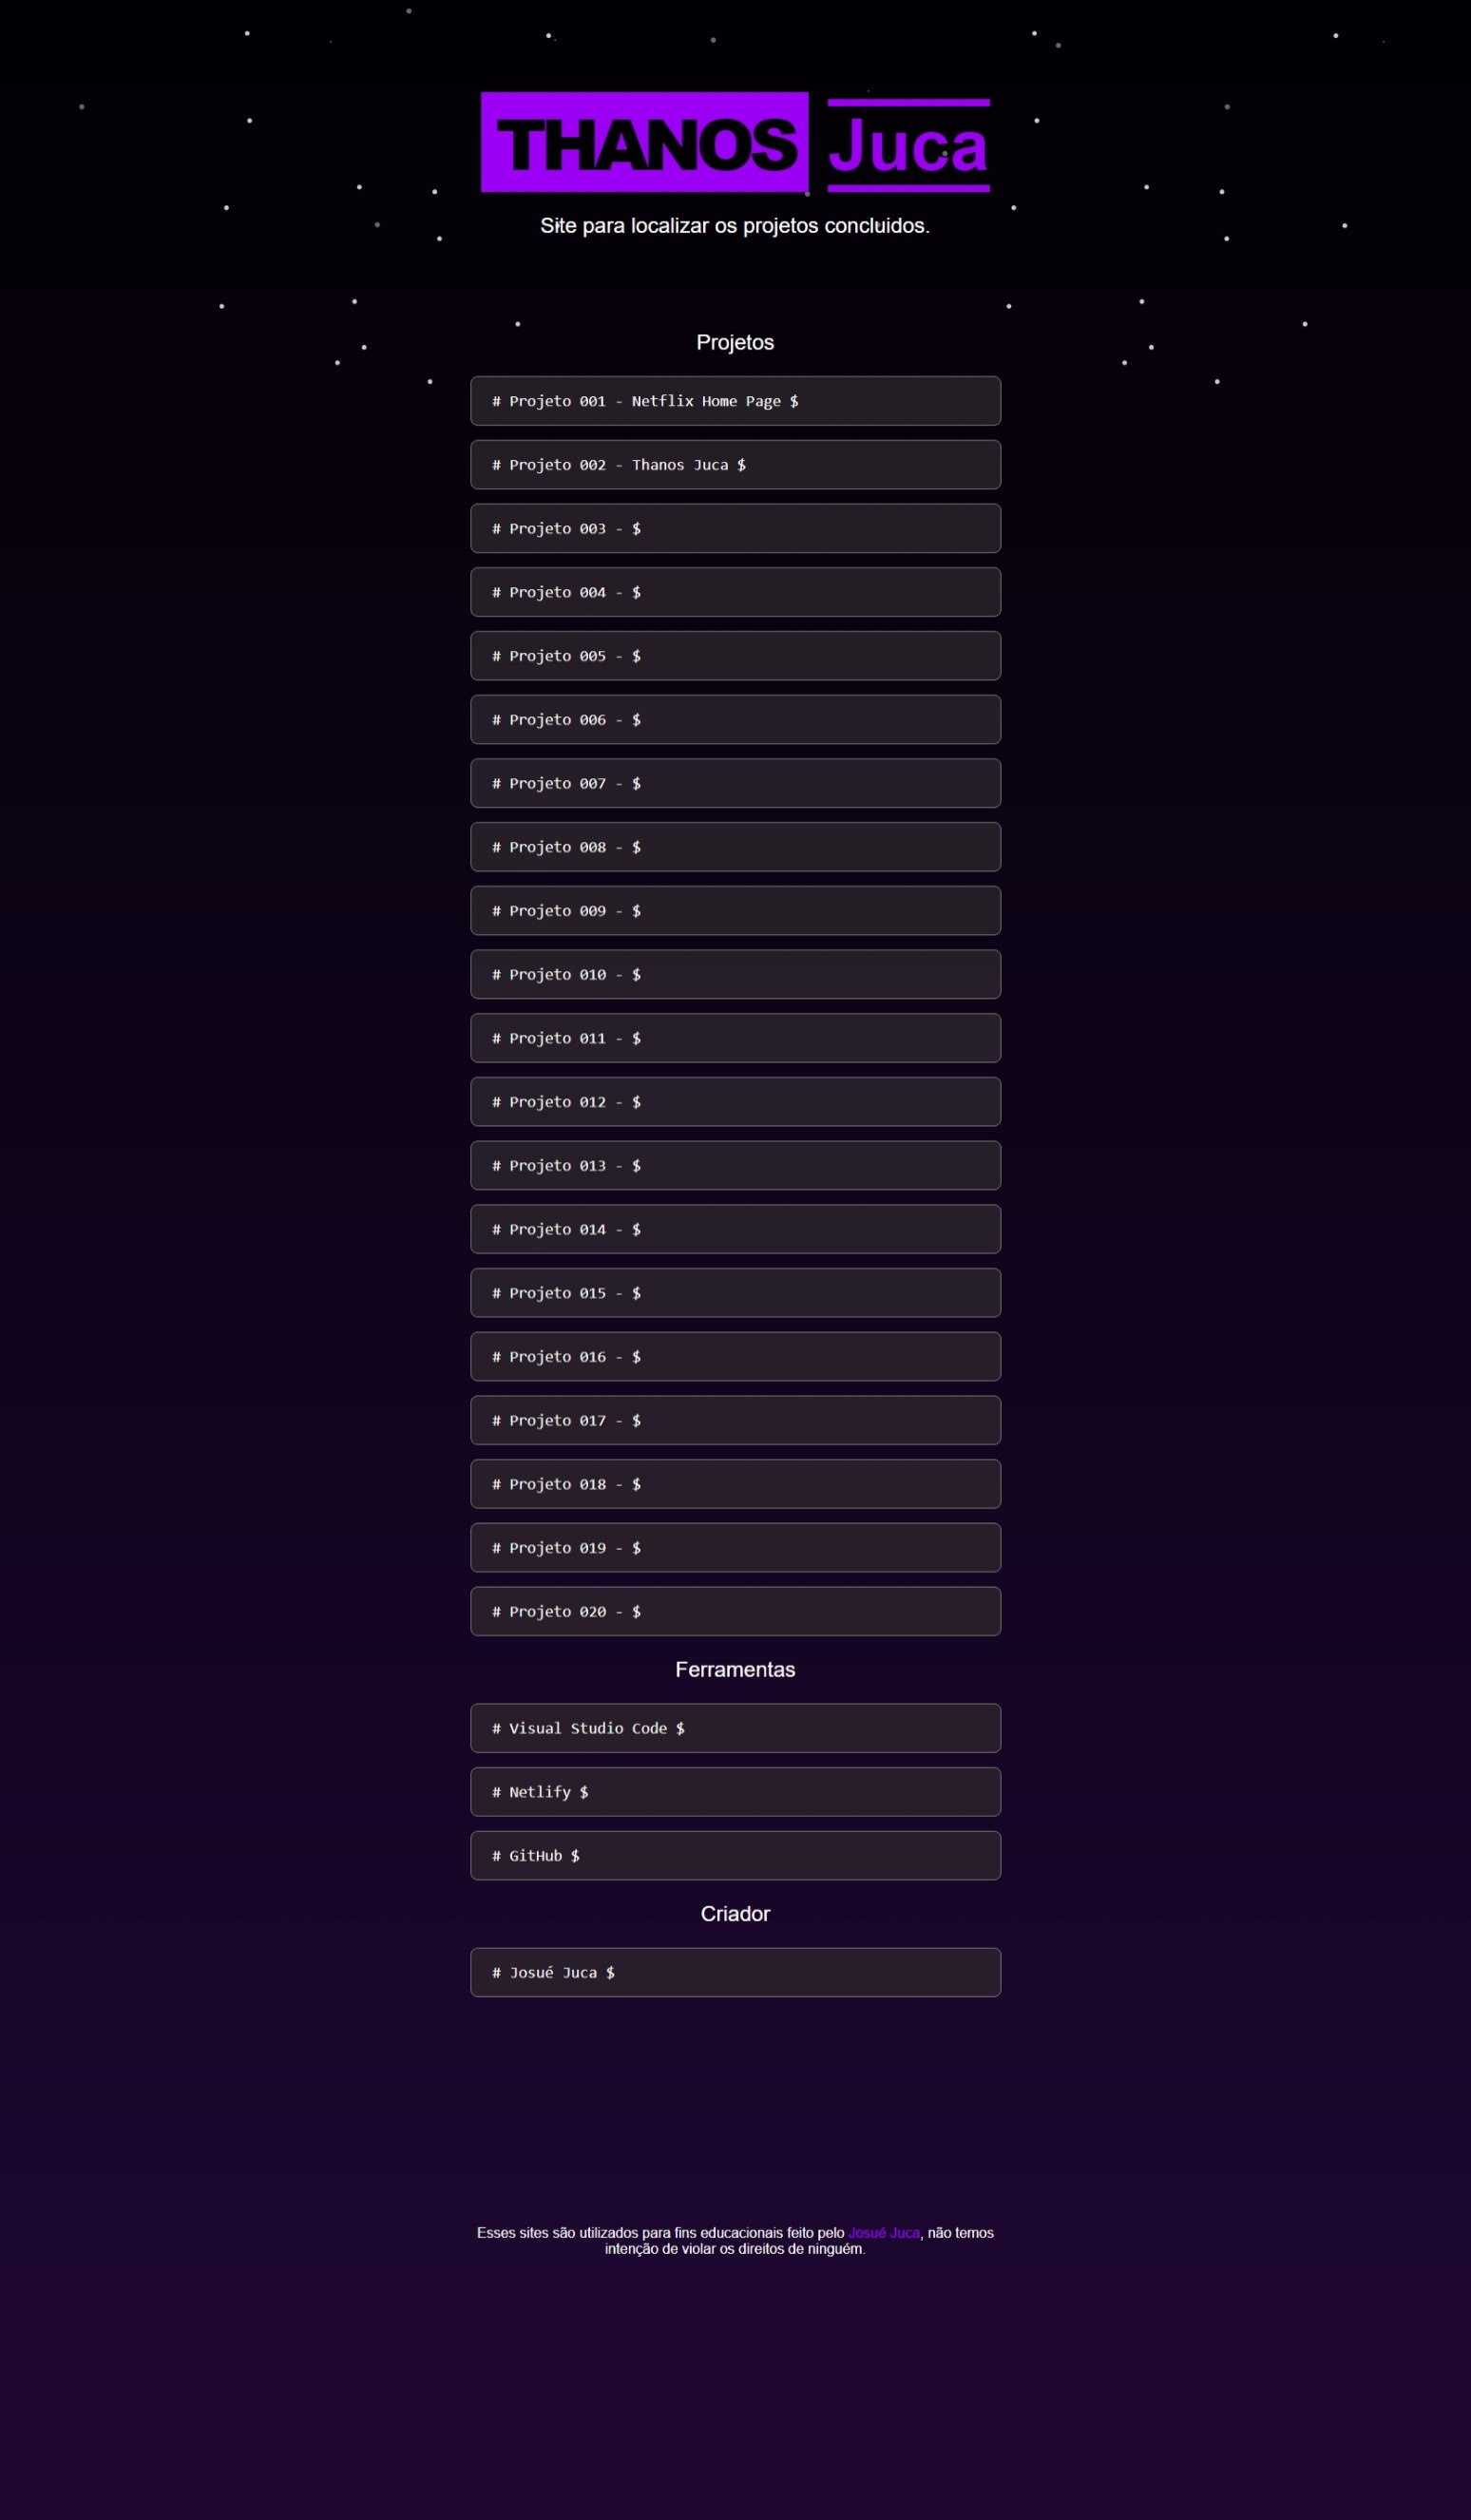 THANOS Juca
Site para localizar os projetos concluidos.
Projetos
# Projeto 001 - Netflix Home Page $
# Projeto 002 - Thanos Juca $
# Projeto 003 - $
# Projeto 004 - $
# Projeto 005 - $
# Projeto 006 - $
# Projeto 007 - $
# Projeto 008 - $
# Projeto 009 - $
# Projeto 010 - $
# Projeto 011 - $
# Projeto 012 - $
# Projeto 013 - $
# Projeto 014 - $
# Projeto 015 - $
# Projeto 016 - $
# Projeto 017 - $
# Projeto 018 - $
# Projeto 019 - $
# Projeto 020 - $
Ferramentas
# Visual Studio Code $
# Netlify $
# GitHub $
Criador
# Josué Juca $
Esses sites são utilizados para fins educacionais feito pelo Josué Juca, não temos
intenção de violar os direitos de ninguém.